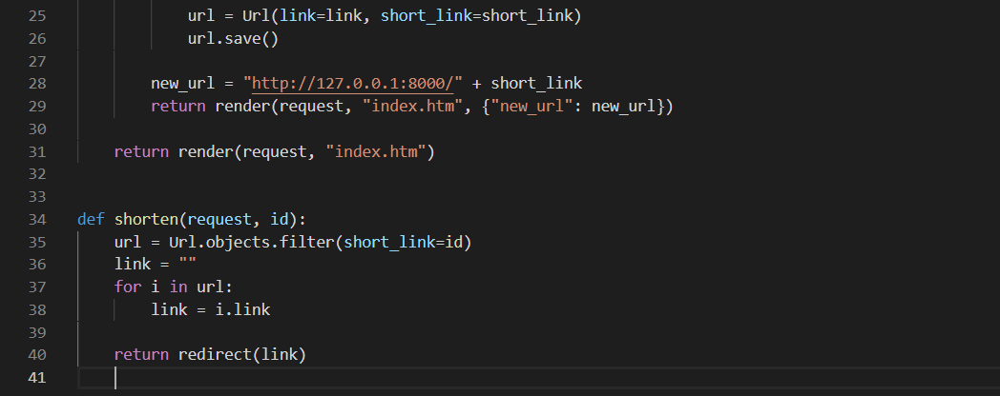 25 url = Url(link=link, short_link=short_link)
26 url.save()
27
28 new_url = "http://127.0.0.1:8000/" + short_link
29 return render(request, "index.htm", {"new_url": new_url})
30
31 return render(request, "index.htm")
32
33
34 def shorten(request, id):
35 url = Url.objects.filter(short_link=id)
36 link = ""
37 for i in url:
38 link = i.link
39
40 return redirect(link)
41